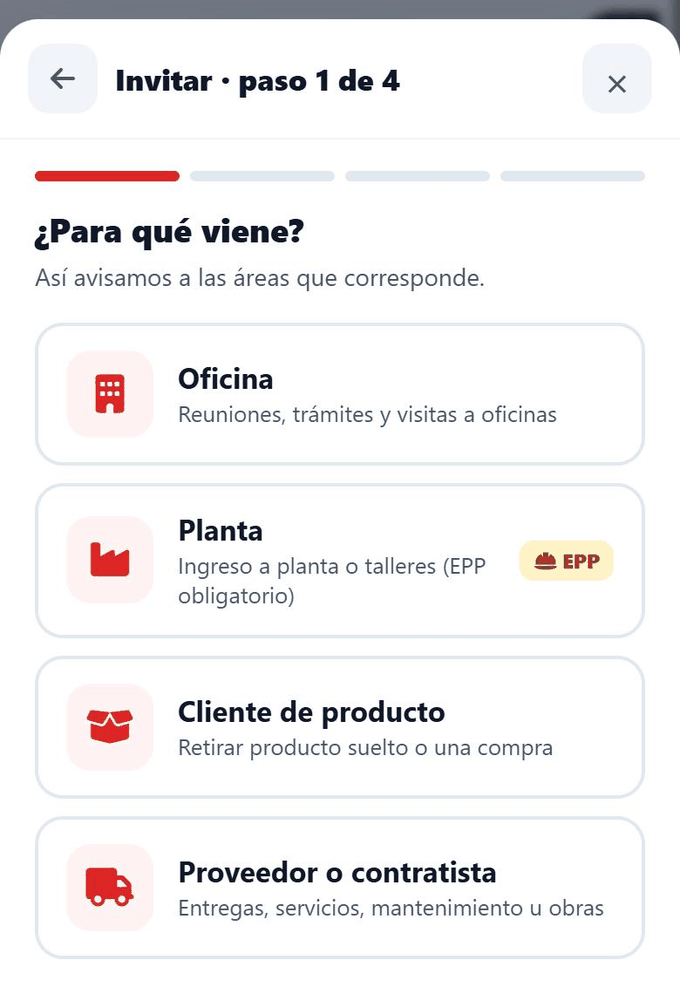 Invitar · paso 1 de 4
¿Para qué viene?
Así avisamos a las áreas que corresponde.
Oficina
Reuniones, trámites y visitas a oficinas
Planta
Ingreso a planta o talleres (EPP
obligatorio)
EPP
Cliente de producto
Retirar producto suelto o una compra
Proveedor o contratista
Entregas, servicios, mantenimiento u obras